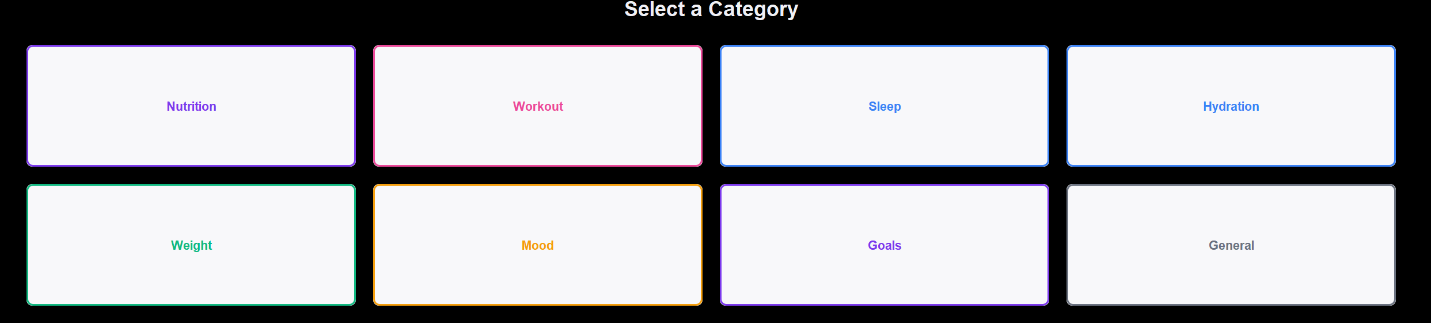 Select a Category
Nutrition
Workout
Sleep
Hydration
Weight
Mood
Goals
General